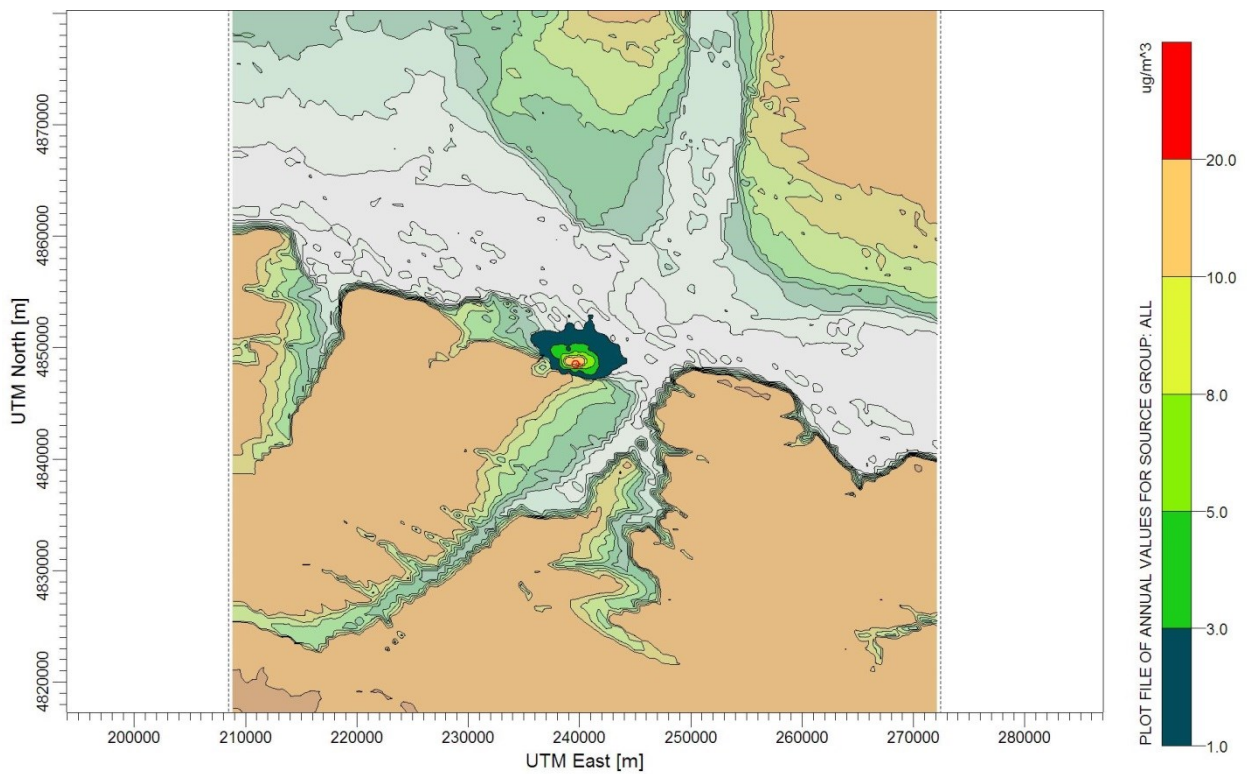 UTM North [m]
4870000
4860000
4850000
4840000
4830000
4820000
200000 210000 220000 230000 240000 250000 260000 270000 280000
UTM East [m]
PLOT FILE OF ANNUAL VALUES FOR SOURCE GROUP: ALL
ug/m^3
20.0
10.0
8.0
5.0
3.0
1.0